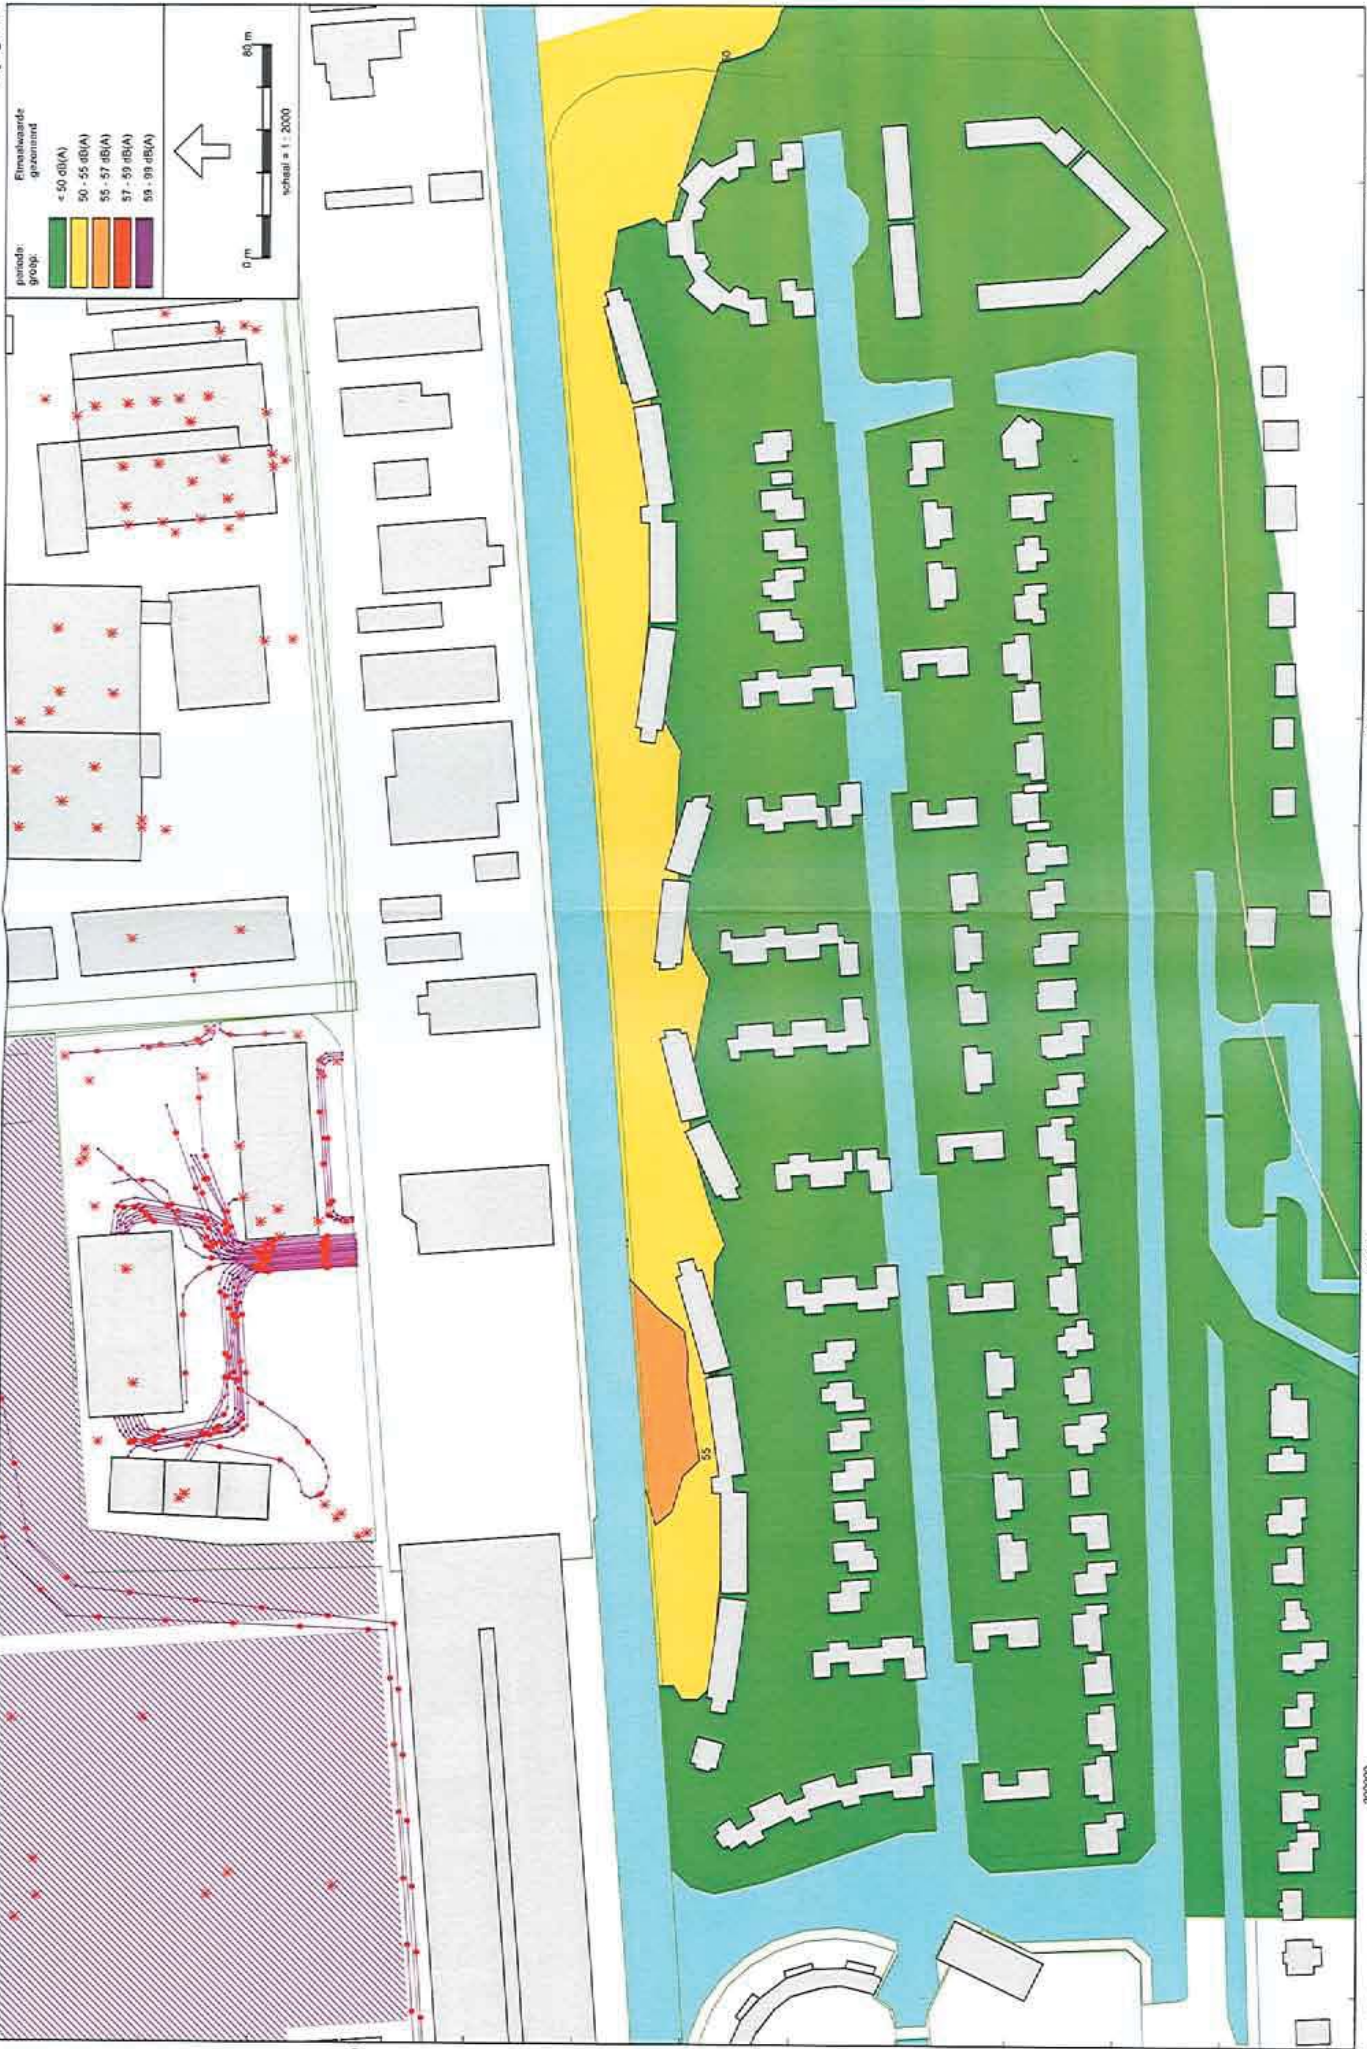 periode: Etmaalwaarde
groep: gezoneerd
< 50 dB(A)
50 - 55 dB(A)
55 - 57 dB(A)
57 - 59 dB(A)
59 - 99 dB(A)
0 m 80 m
schaal = 1 : 2000
50
55